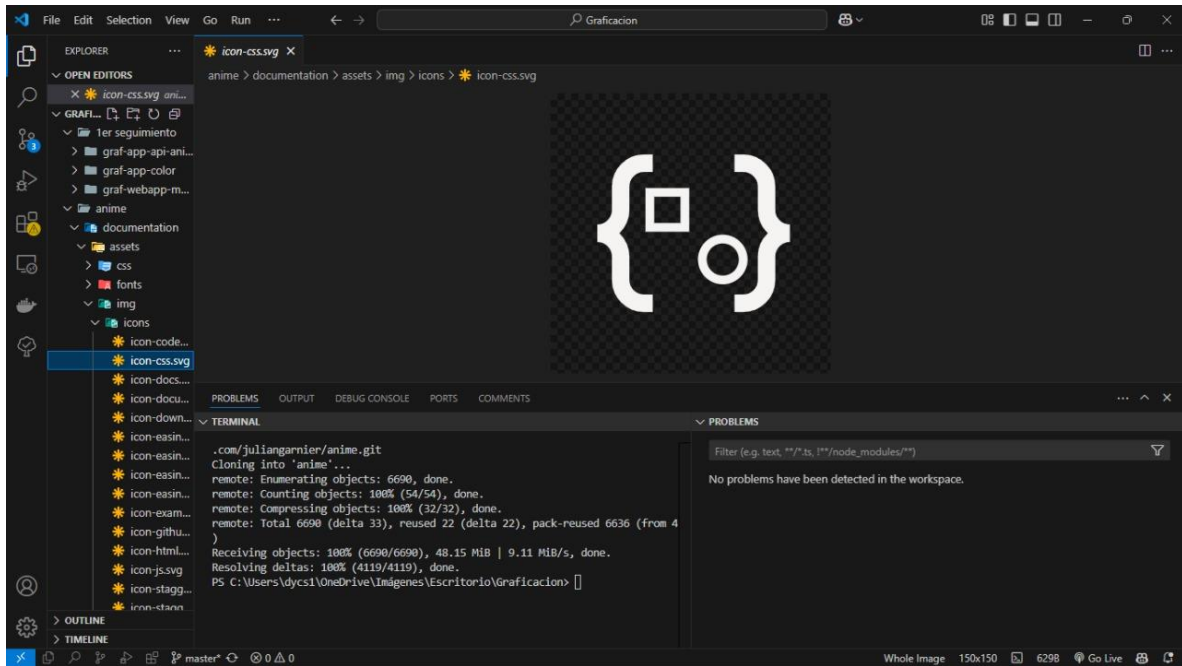 File Edit Selection View Go Run ··· Graficacion
EXPLORER ···
OPEN EDITORS
icon-css.svg ani...
GRAFI...
1er seguimiento
graf-app-api-ani...
graf-app-color
graf-webapp-m...
anime
documentation
assets
css
fonts
img
icons
icon-code...
icon-css.svg
icon-docs....
icon-docu...
icon-down...
icon-easin...
icon-easin...
icon-easin...
icon-easin...
icon-exam...
icon-githu...
icon-html....
icon-js.svg
icon-stagg...
icon-stagg...
OUTLINE
TIMELINE
3
icon-css.svg
anime > documentation > assets > img > icons > icon-css.svg
PROBLEMS OUTPUT DEBUG CONSOLE PORTS COMMENTS
TERMINAL
.com/juliangarnier/anime.git
Cloning into 'anime'...
remote: Enumerating objects: 6690, done.
remote: Counting objects: 100% (54/54), done.
remote: Compressing objects: 100% (32/32), done.
remote: Total 6690 (delta 33), reused 22 (delta 22), pack-reused 6636 (from 4
)
Receiving objects: 100% (6690/6690), 48.15 MiB | 9.11 MiB/s, done.
Resolving deltas: 100% (4119/4119), done.
PS C:\Users\dycs1\OneDrive\Imágenes\Escritorio\Graficacion>
PROBLEMS
Filter (e.g. text, **/*.ts, !**/node_modules/**)
No problems have been detected in the workspace.
master* 0 0 Whole Image 150x150 629B Go Live